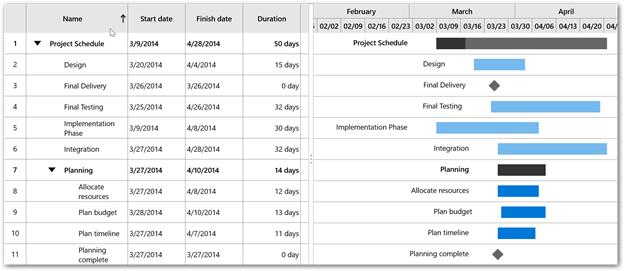 Name Start date Finish date Duration
February March April
02/02 02/09 02/16 02/23 03/02 03/09 03/16 03/23 03/30 04/06 04/13 04/20 04/
1 Project Schedule 3/9/2014 4/28/2014 50 days Project Schedule
2 Design 3/20/2014 4/4/2014 15 days Design
3 Final Delivery 3/26/2014 3/26/2014 0 day Final Delivery
4 Final Testing 3/25/2014 4/26/2014 32 days Final Testing
5 Implementation
Phase 3/9/2014 4/8/2014 30 days Implementation Phase
6 Integration 3/27/2014 4/28/2014 32 days Integration
7 Planning 3/27/2014 4/10/2014 14 days Planning
8 Allocate
resources 3/27/2014 4/8/2014 12 days Allocate resources
9 Plan budget 3/28/2014 4/10/2014 13 days Plan budget
10 Plan timeline 3/27/2014 4/7/2014 11 days Plan timeline
11 Planning
complete 3/27/2014 3/27/2014 0 day Planning complete